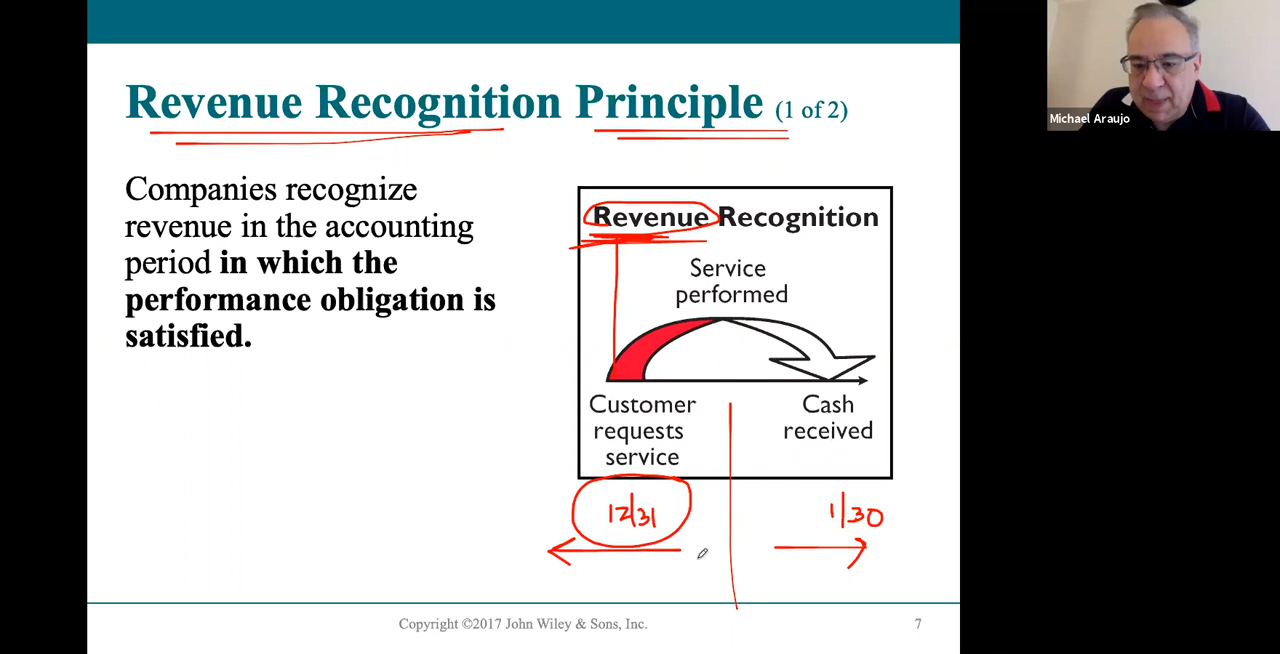 Revenue Recognition Principle (1 of 2)
Michael Araujo
Companies recognize
revenue in the accounting
period in which the
performance obligation is
satisfied.
Revenue Recognition
Service
performed
Customer
requests
service
Cash
received
12/31
1/30
Copyright ©2017 John Wiley & Sons, Inc.
7